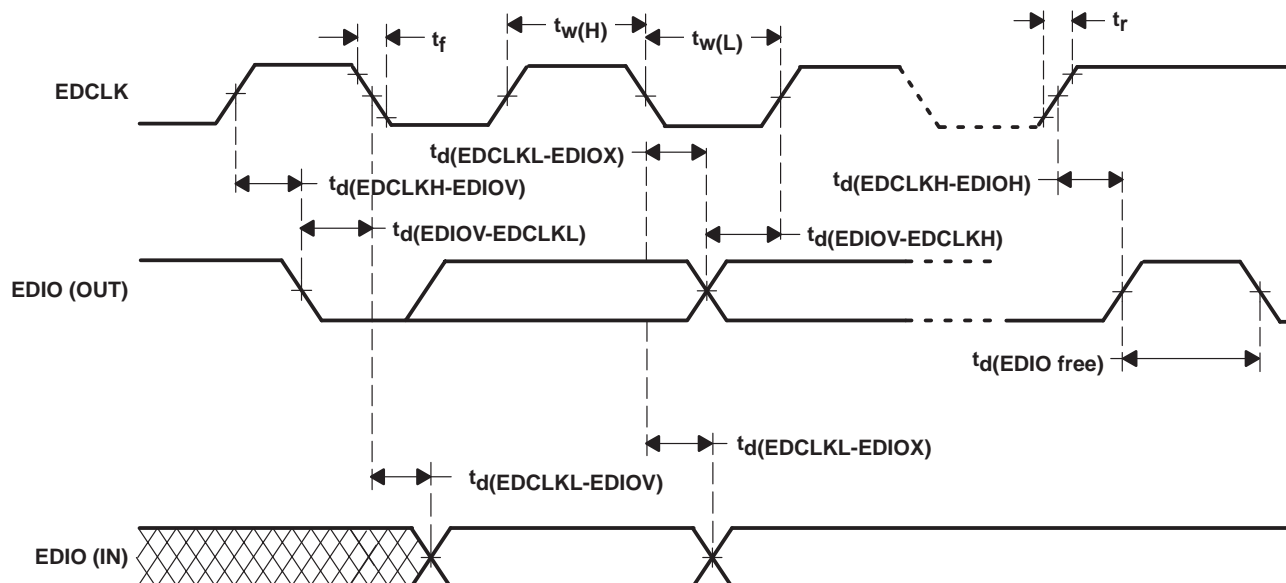 tf
tw(H)
tw(L)
tr
EDCLK
td(EDCLKL-EDIOX)
td(EDCLKH-EDIOV)
td(EDCLKH-EDIOH)
td(EDIOV-EDCLKL)
td(EDIOV-EDCLKH)
EDIO (OUT)
td(EDIO free)
td(EDCLKL-EDIOX)
td(EDCLKL-EDIOV)
EDIO (IN)